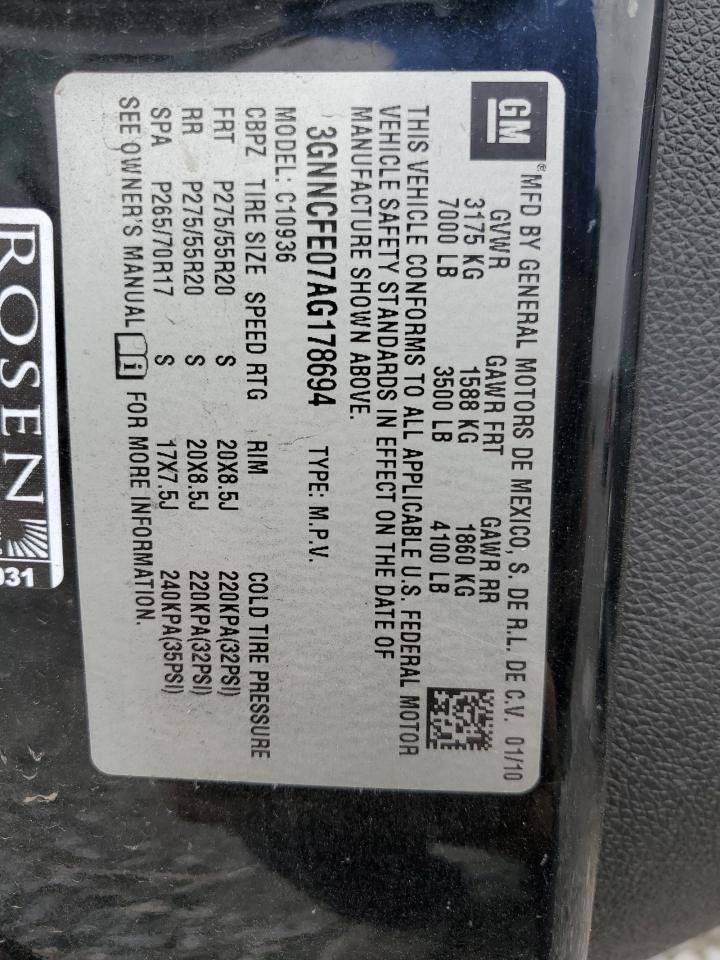 GM
® MFD BY GENERAL MOTORS DE MEXICO, S. DE R.L. DE C.V. 01/10
GVWR GAWR FRT GAWR RR
3175 KG 1588 KG 1860 KG
7000 LB 3500 LB 4100 LB
THIS VEHICLE CONFORMS TO ALL APPLICABLE U.S. FEDERAL MOTOR
VEHICLE SAFETY STANDARDS IN EFFECT ON THE DATE OF
MANUFACTURE SHOWN ABOVE.
3GNNCFE07AG178694 TYPE: M.P.V.
MODEL: C10936
CBPZ TIRE SIZE SPEED RTG RIM COLD TIRE PRESSURE
FRT P275/55R20 S 20X8.5J 220KPA(32PSI)
RR P275/55R20 S 20X8.5J 220KPA(32PSI)
SPA P265/70R17 S 17X7.5J 240KPA(35PSI)
SEE OWNER'S MANUAL i FOR MORE INFORMATION.
ROSEN
031